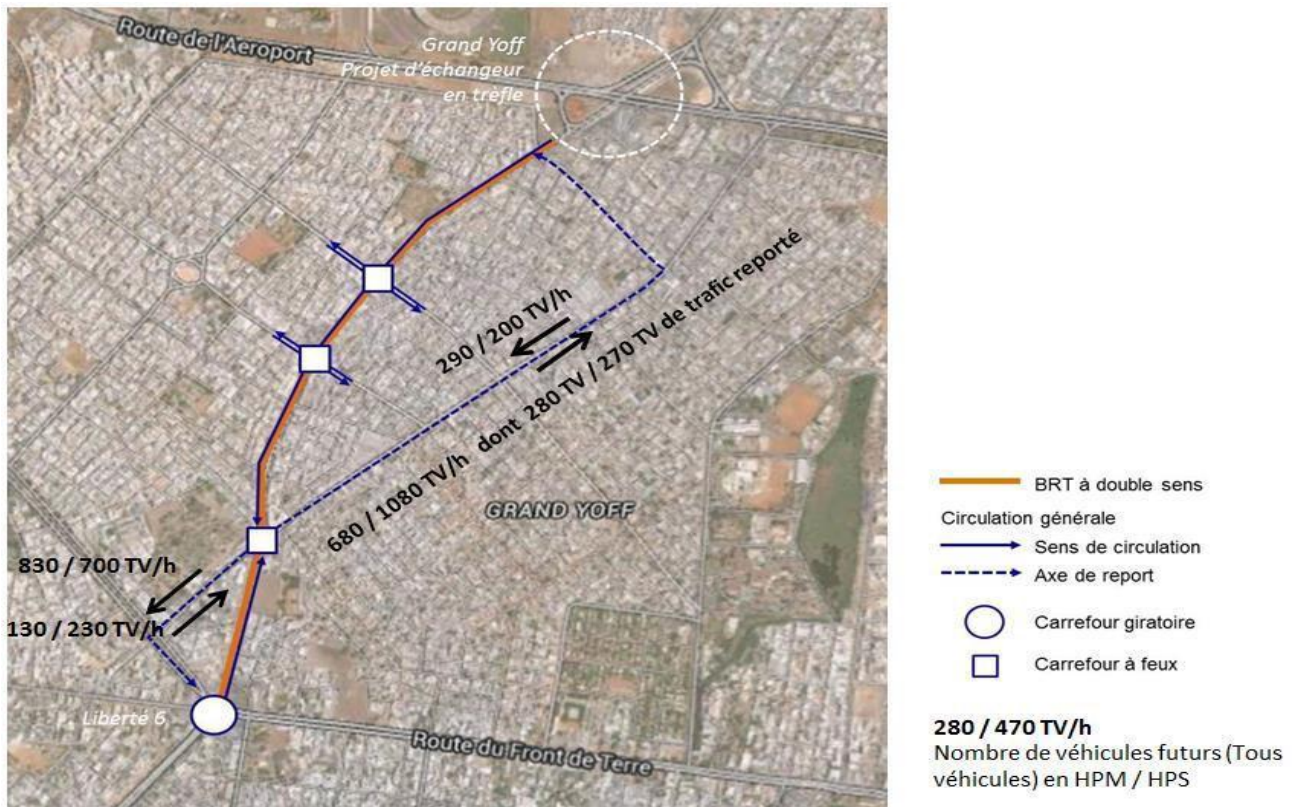 Route de l'Aeroport
Grand Yoff
Projet d'échangeur
en trèfle
290 / 200 TV/h
680 / 1080 TV/h dont 280 TV / 270 TV de trafic reporté
GRAND YOFF
830 / 700 TV/h
130 / 230 TV/h
Liberté 6
Route du Front de Terre
BRT à double sens
Circulation générale
Sens de circulation
Axe de report
Carrefour giratoire
Carrefour à feux
280 / 470 TV/h
Nombre de véhicules futurs (Tous
véhicules) en HPM / HPS